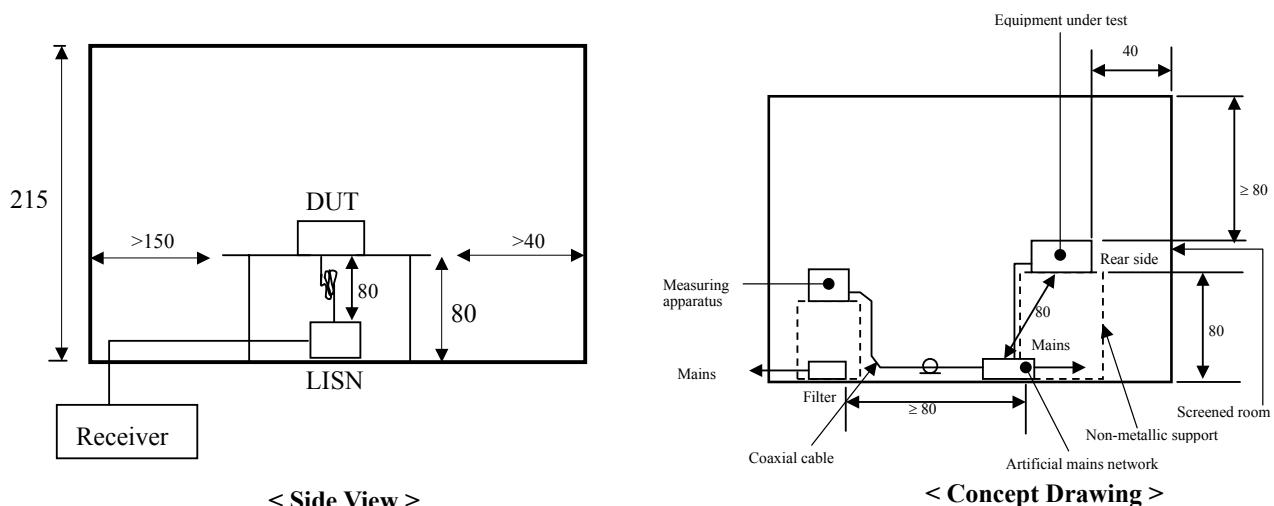 215
DUT
>150
>40
80
80
LISN
Receiver
< Side View >
Equipment under test
40
≥ 80
Rear side
Measuring
apparatus
80
80
Mains
Mains
Filter
≥ 80
Screened room
Non-metallic support
Coaxial cable
Artificial mains network
< Concept Drawing >